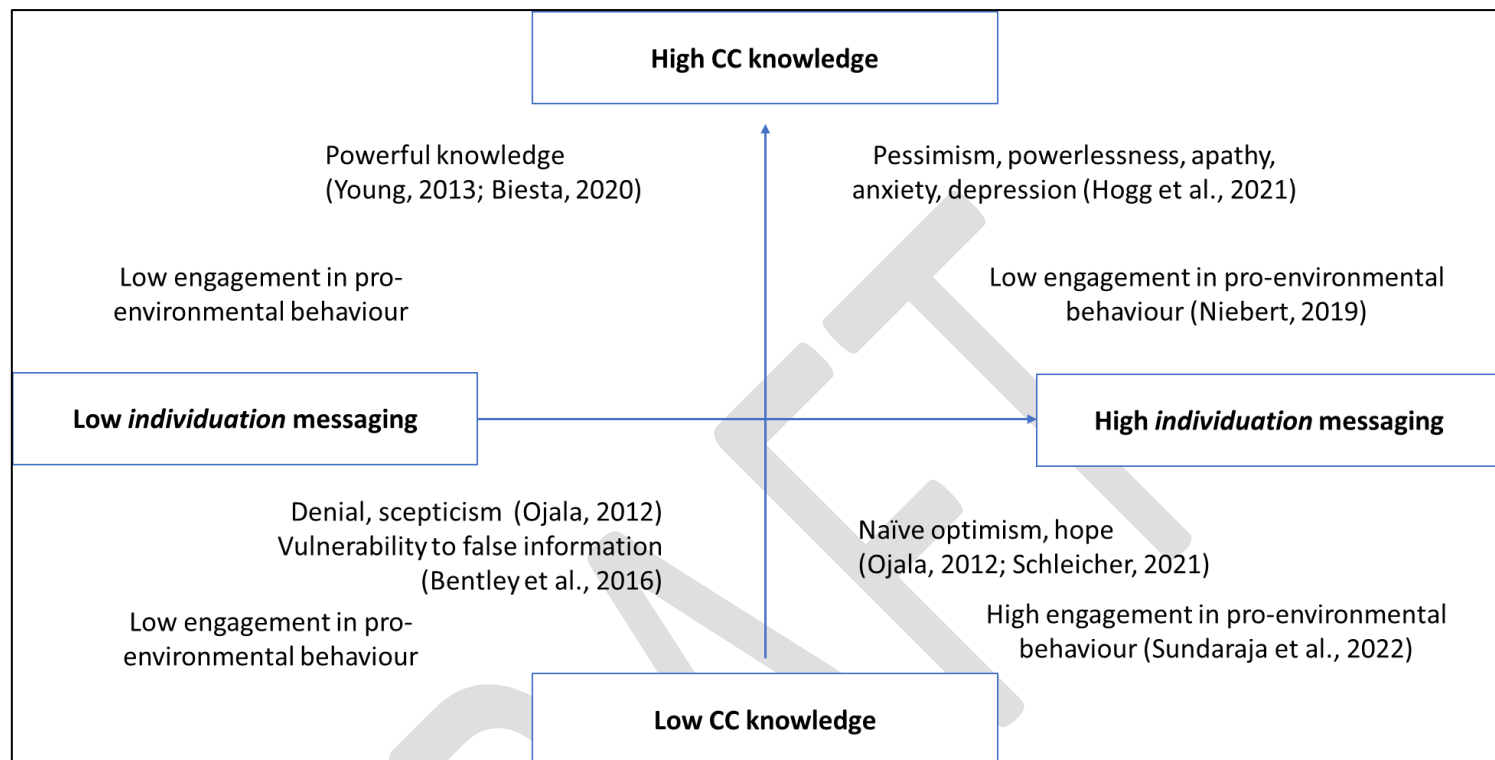 High CC knowledge
Powerful knowledge
(Young, 2013; Biesta, 2020)
Pessimism, powerlessness, apathy,
anxiety, depression (Hogg et al., 2021)
Low engagement in pro-
environmental behaviour
Low engagement in pro-environmental
behaviour (Niebert, 2019)
Low individuation messaging
High individuation messaging
Denial, scepticism (Ojala, 2012)
Vulnerability to false information
(Bentley et al., 2016)
Naïve optimism, hope
(Ojala, 2012; Schleicher, 2021)
Low engagement in pro-
environmental behaviour
High engagement in pro-environmental
behaviour (Sundaraja et al., 2022)
Low CC knowledge
RAFT